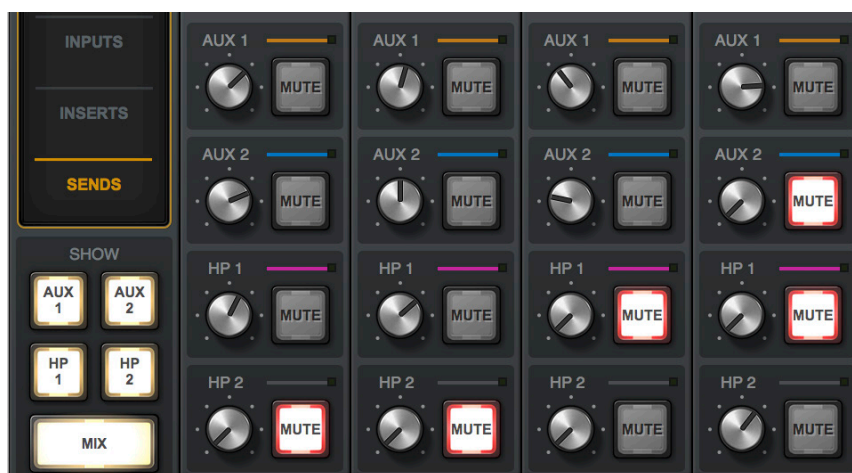 INPUTS
INSERTS
SENDS
SHOW
AUX 1
AUX 2
HP 1
HP 2
MIX
AUX 1 MUTE
AUX 1 MUTE
AUX 1 MUTE
AUX 1 MUTE
AUX 2 MUTE
AUX 2 MUTE
AUX 2 MUTE
AUX 2 MUTE
HP 1 MUTE
HP 1 MUTE
HP 1 MUTE
HP 1 MUTE
HP 2 MUTE
HP 2 MUTE
HP 2 MUTE
HP 2 MUTE